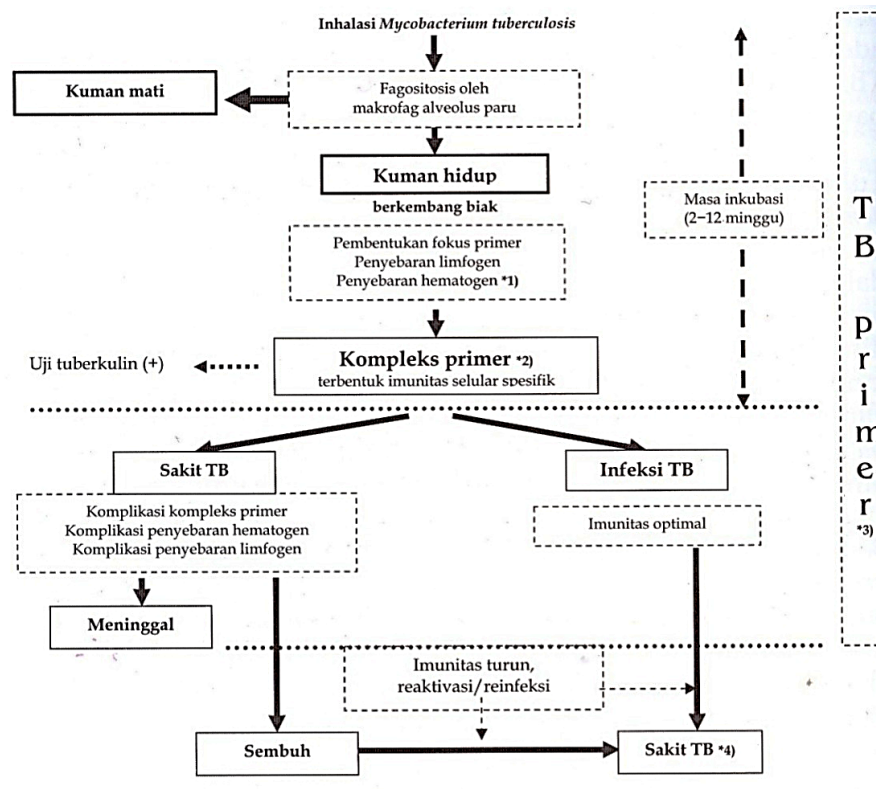 Inhalasi Mycobacterium tuberculosis
Kuman mati
Fagositosis oleh
makrofag alveolus paru
Kuman hidup
berkembang biak
Masa inkubasi
(2–12 minggu)
Pembentukan fokus primer
Penyebaran limfogen
Penyebaran hematogen *1)
Uji tuberkulin (+)
Kompleks primer *2)
terbentuk imunitas selular spesifik
Sakit TB
Infeksi TB
Komplikasi kompleks primer
Komplikasi penyebaran hematogen
Komplikasi penyebaran limfogen
Imunitas optimal
Meninggal
Imunitas turun,
reaktivasi/reinfeksi
Sembuh
Sakit TB *4)
T
B
p
r
i
m
e
r
*3)